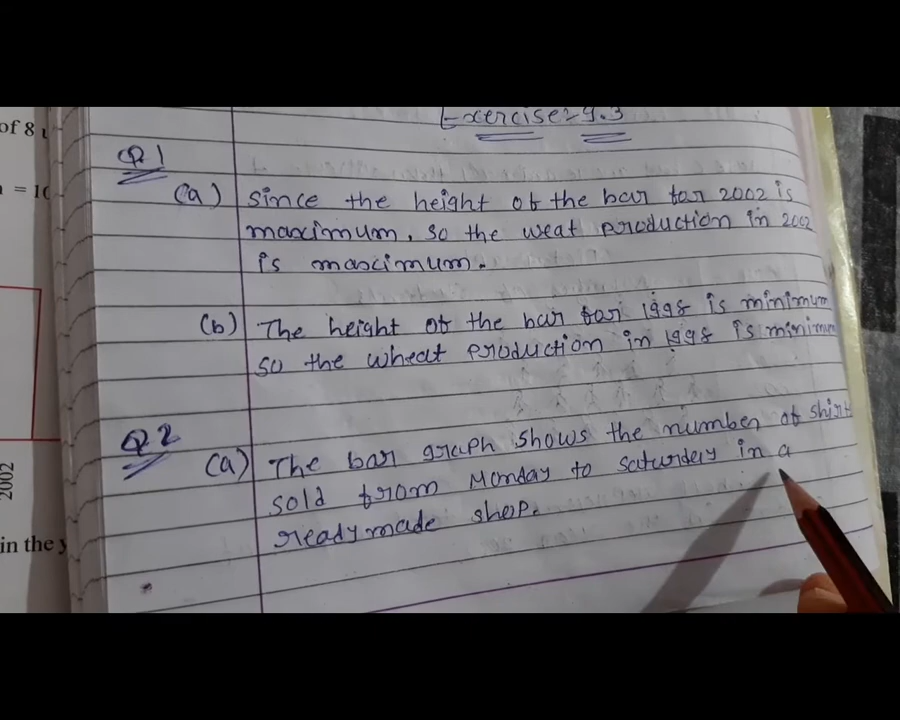 of 8
= 10
2002
in the y
Exercise:- 9.3
Q1
(a) Since the height of the bar for 2002 is
maximum, so the weat production in 2002
is maximum.
(b) The height of the bar for 1998 is minimum
so the wheat production in 1998 is minimum
Q2
(a) The bar graph shows the number of shirt
sold from Monday to Saturday in a
readymade shop.